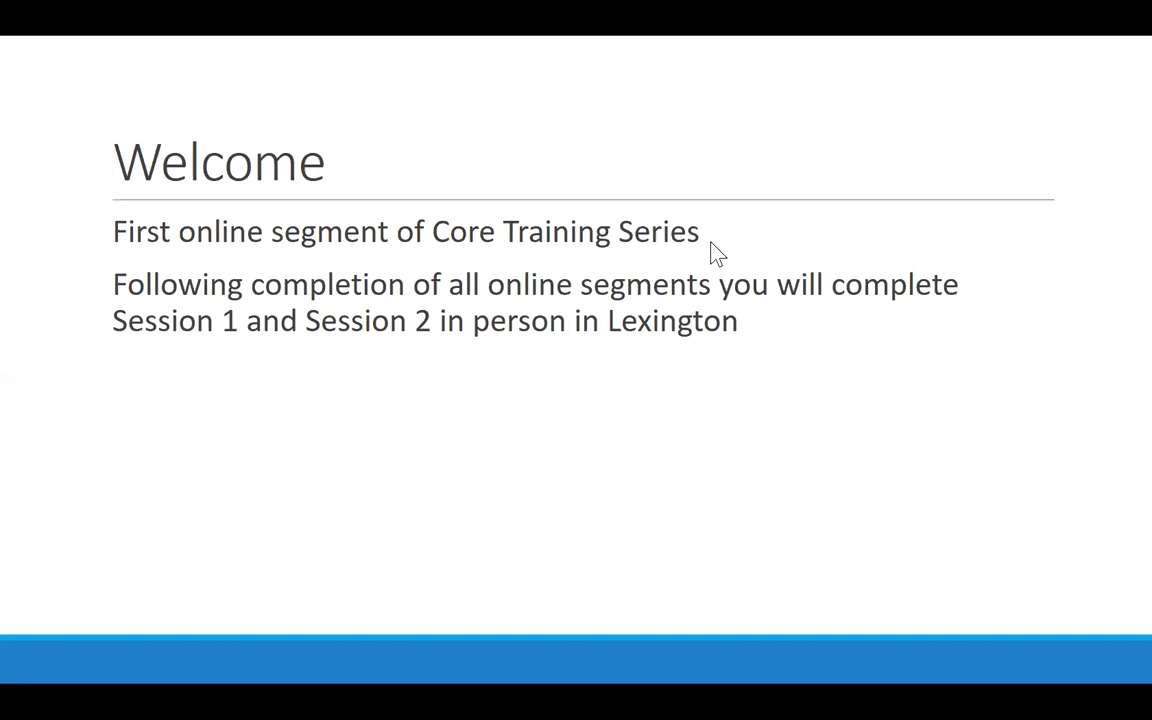 Welcome
First online segment of Core Training Series
Following completion of all online segments you will complete
Session 1 and Session 2 in person in Lexington